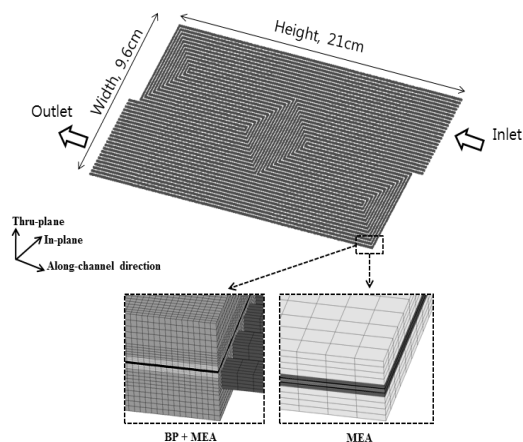 Height, 21cm
Width, 9.6cm
Outlet
Inlet
Thru-plane
In-plane
Along-channel direction
BP + MEA
MEA